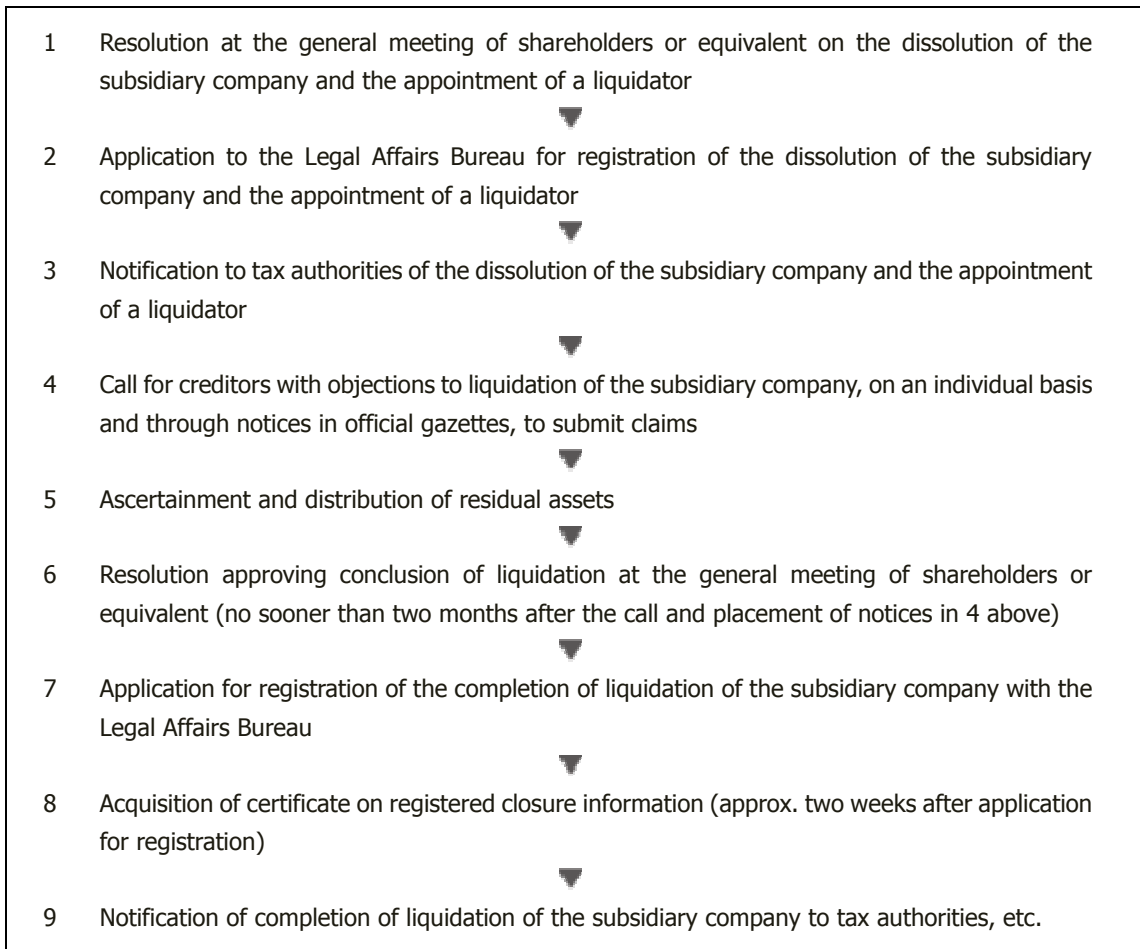 1 Resolution at the general meeting of shareholders or equivalent on the dissolution of the
subsidiary company and the appointment of a liquidator
2 Application to the Legal Affairs Bureau for registration of the dissolution of the subsidiary
company and the appointment of a liquidator
3 Notification to tax authorities of the dissolution of the subsidiary company and the appointment
of a liquidator
4 Call for creditors with objections to liquidation of the subsidiary company, on an individual basis
and through notices in official gazettes, to submit claims
5 Ascertainment and distribution of residual assets
6 Resolution approving conclusion of liquidation at the general meeting of shareholders or
equivalent (no sooner than two months after the call and placement of notices in 4 above)
7 Application for registration of the completion of liquidation of the subsidiary company with the
Legal Affairs Bureau
8 Acquisition of certificate on registered closure information (approx. two weeks after application
for registration)
9 Notification of completion of liquidation of the subsidiary company to tax authorities, etc.